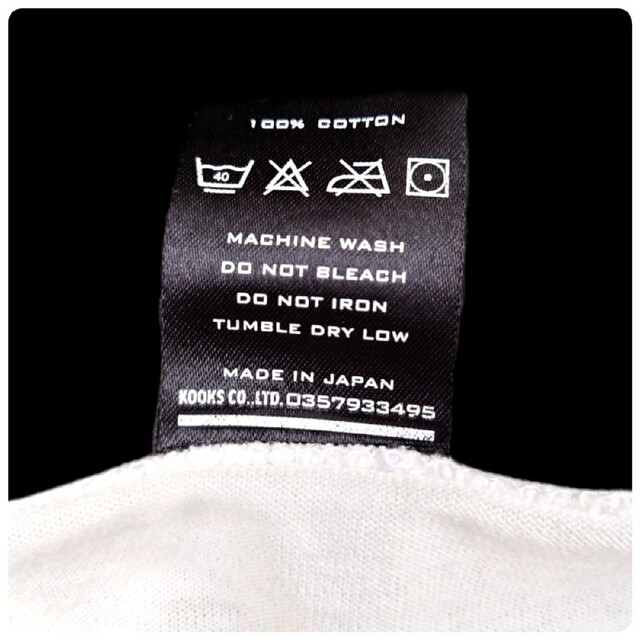 100% COTTON
40
MACHINE WASH
DO NOT BLEACH
DO NOT IRON
TUMBLE DRY LOW
MADE IN JAPAN
KOOKS CO.,LTD. 0357933495